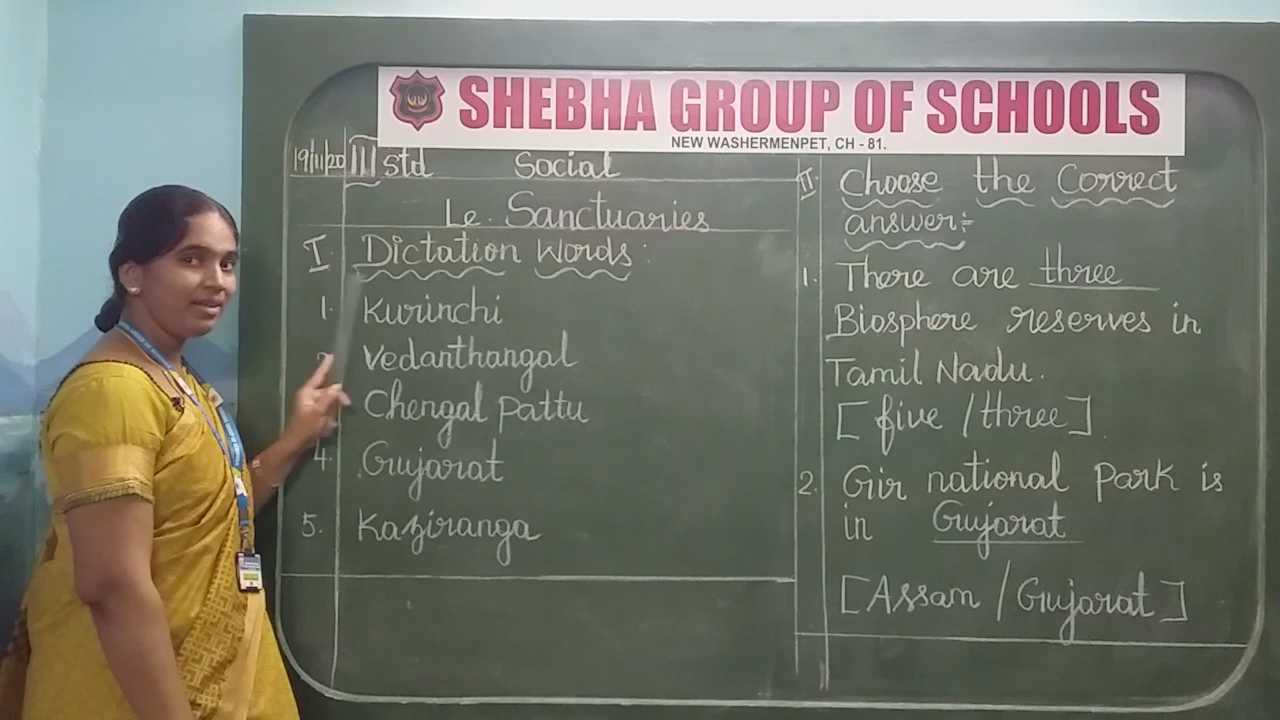 SHEBHA GROUP OF SCHOOLS
NEW WASHERMENPET, CH - 81.
19/11/20 III std Social
Le. Sanctuaries
I. Dictation Words:
1. Kurinchi
2. Vedanthangal
Chengal pattu
4. Gujarat
5. Kaziranga
II. Choose the Correct
answer:-
1. There are three
Biosphere reserves in
Tamil Nadu.
[five / three].
2. Gir national Park is
in Gujarat
[Assam / Gujarat]